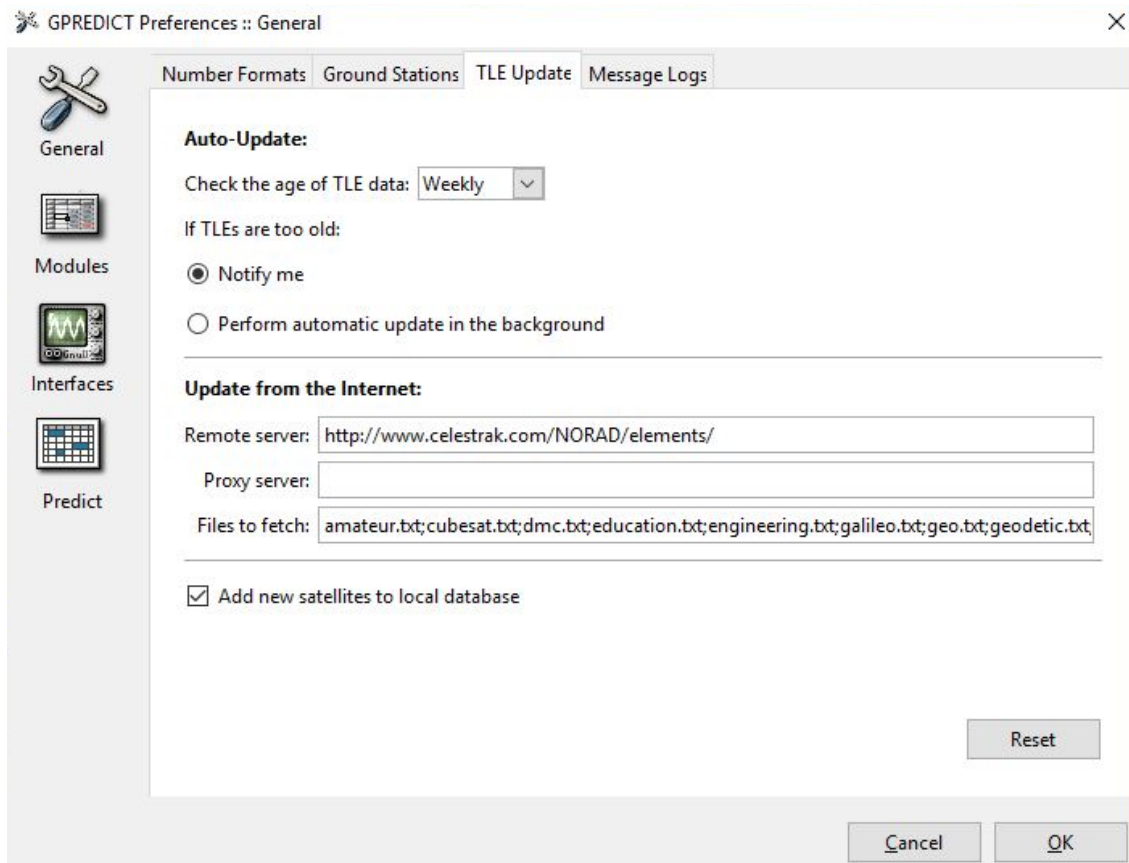 GPREDICT Preferences :: General
General
Modules
Gnull
Interfaces
Predict
Number Formats Ground Stations TLE Update Message Logs
Auto-Update:
Check the age of TLE data: Weekly
If TLEs are too old:
Notify me
Perform automatic update in the background
Update from the Internet:
Remote server: http://www.celestrak.com/NORAD/elements/
Proxy server:
Files to fetch: amateur.txt;cubesat.txt;dmc.txt;education.txt;engineering.txt;galileo.txt;geo.txt;geodetic.txt;
Add new satellites to local database
Reset
Cancel OK